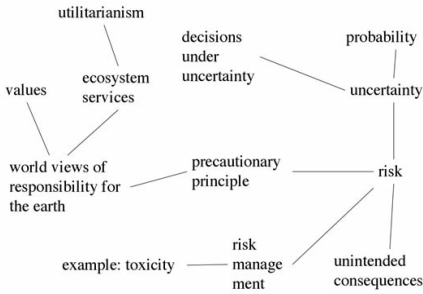 utilitarianism
decisions
under
uncertainty
probability
values
ecosystem
services
uncertainty
world views of
responsibility for
the earth
precautionary
principle
risk
example: toxicity
risk
manage
ment
unintended
consequences